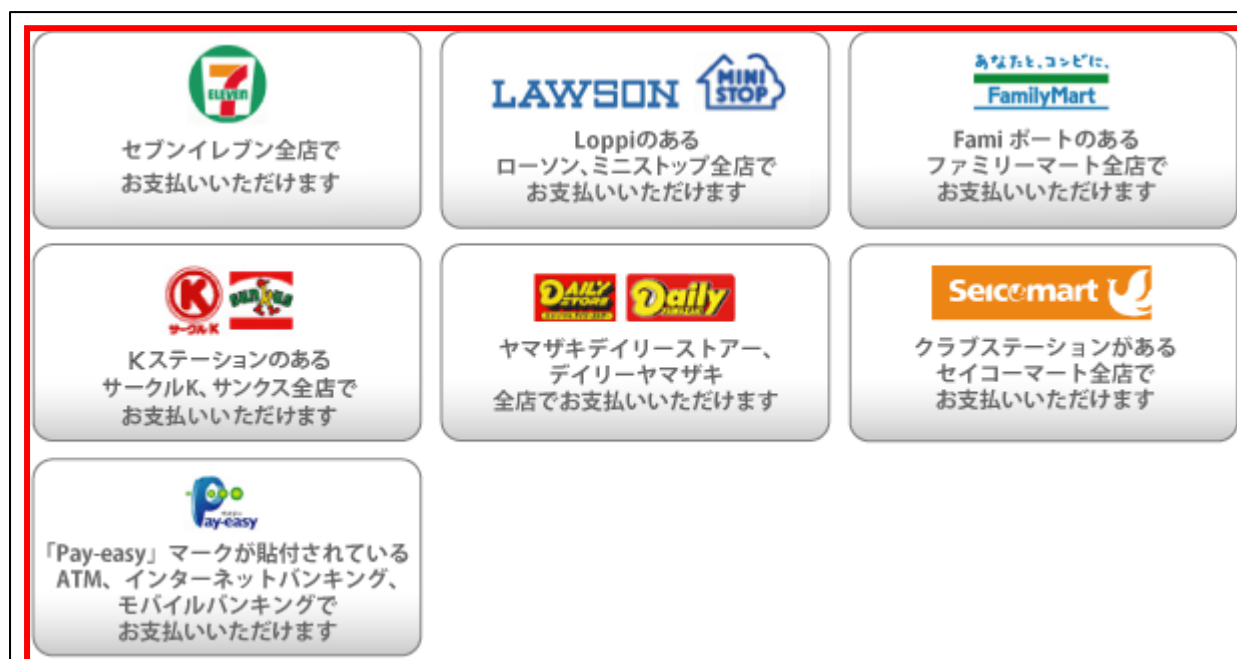 7
ELEVEN
セブンイレブン全店で
お支払いいただけます
LAWSON
MINI
STOP
Loppiのある
ローソン、ミニストップ全店で
お支払いいただけます
あなたと、コンビに、
FamilyMart
Fami ポートのある
ファミリーマート全店で
お支払いいただけます
K
サークルK
sunkus
Kステーションのある
サークルK、サンクス全店で
お支払いいただけます
DAILY
STORE
Daily
ヤマザキデイリーストアー、
デイリーヤマザキ
全店でお支払いいただけます
Seicomart
クラブステーションがある
セイコーマート全店で
お支払いいただけます
Pay-easy
「Pay-easy」マークが貼付されている
ATM、インターネットバンキング、
モバイルバンキングで
お支払いいただけます